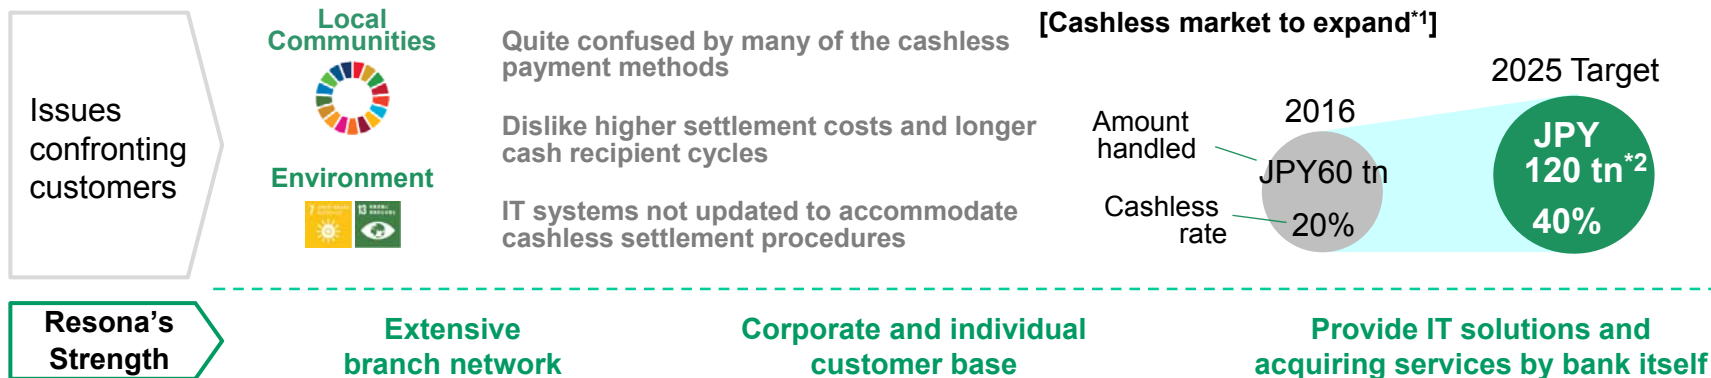 Issues
confronting
customers
Local
Communities
Environment
7
13
Quite confused by many of the cashless
payment methods
Dislike higher settlement costs and longer
cash recipient cycles
IT systems not updated to accommodate
cashless settlement procedures
[Cashless market to expand*1]
2016
2025 Target
Amount
handled
JPY60 tn
Cashless
rate
20%
JPY
120 tn*2
40%
Resona's
Strength
Extensive
branch network
Corporate and individual
customer base
Provide IT solutions and
acquiring services by bank itself